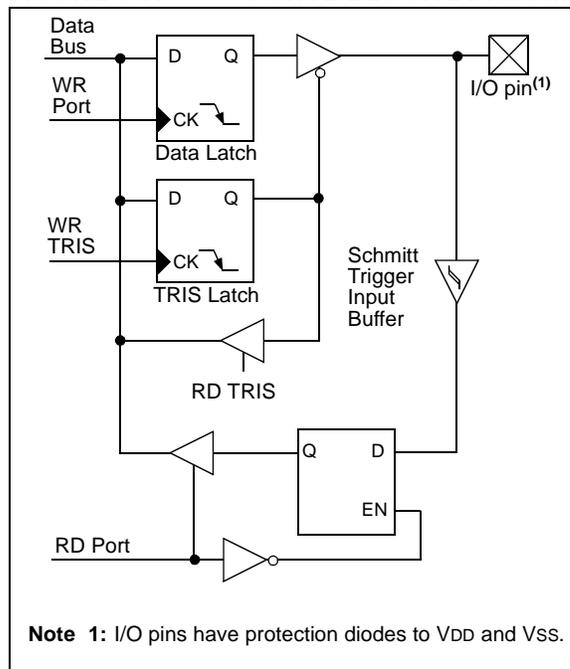 Data
Bus
D Q
WR
Port
CK
I/O pin(1)
Data Latch
D Q
WR
TRIS
CK
TRIS Latch
Schmitt
Trigger
Input
Buffer
RD TRIS
Q D
EN
RD Port
Note 1: I/O pins have protection diodes to VDD and VSS.